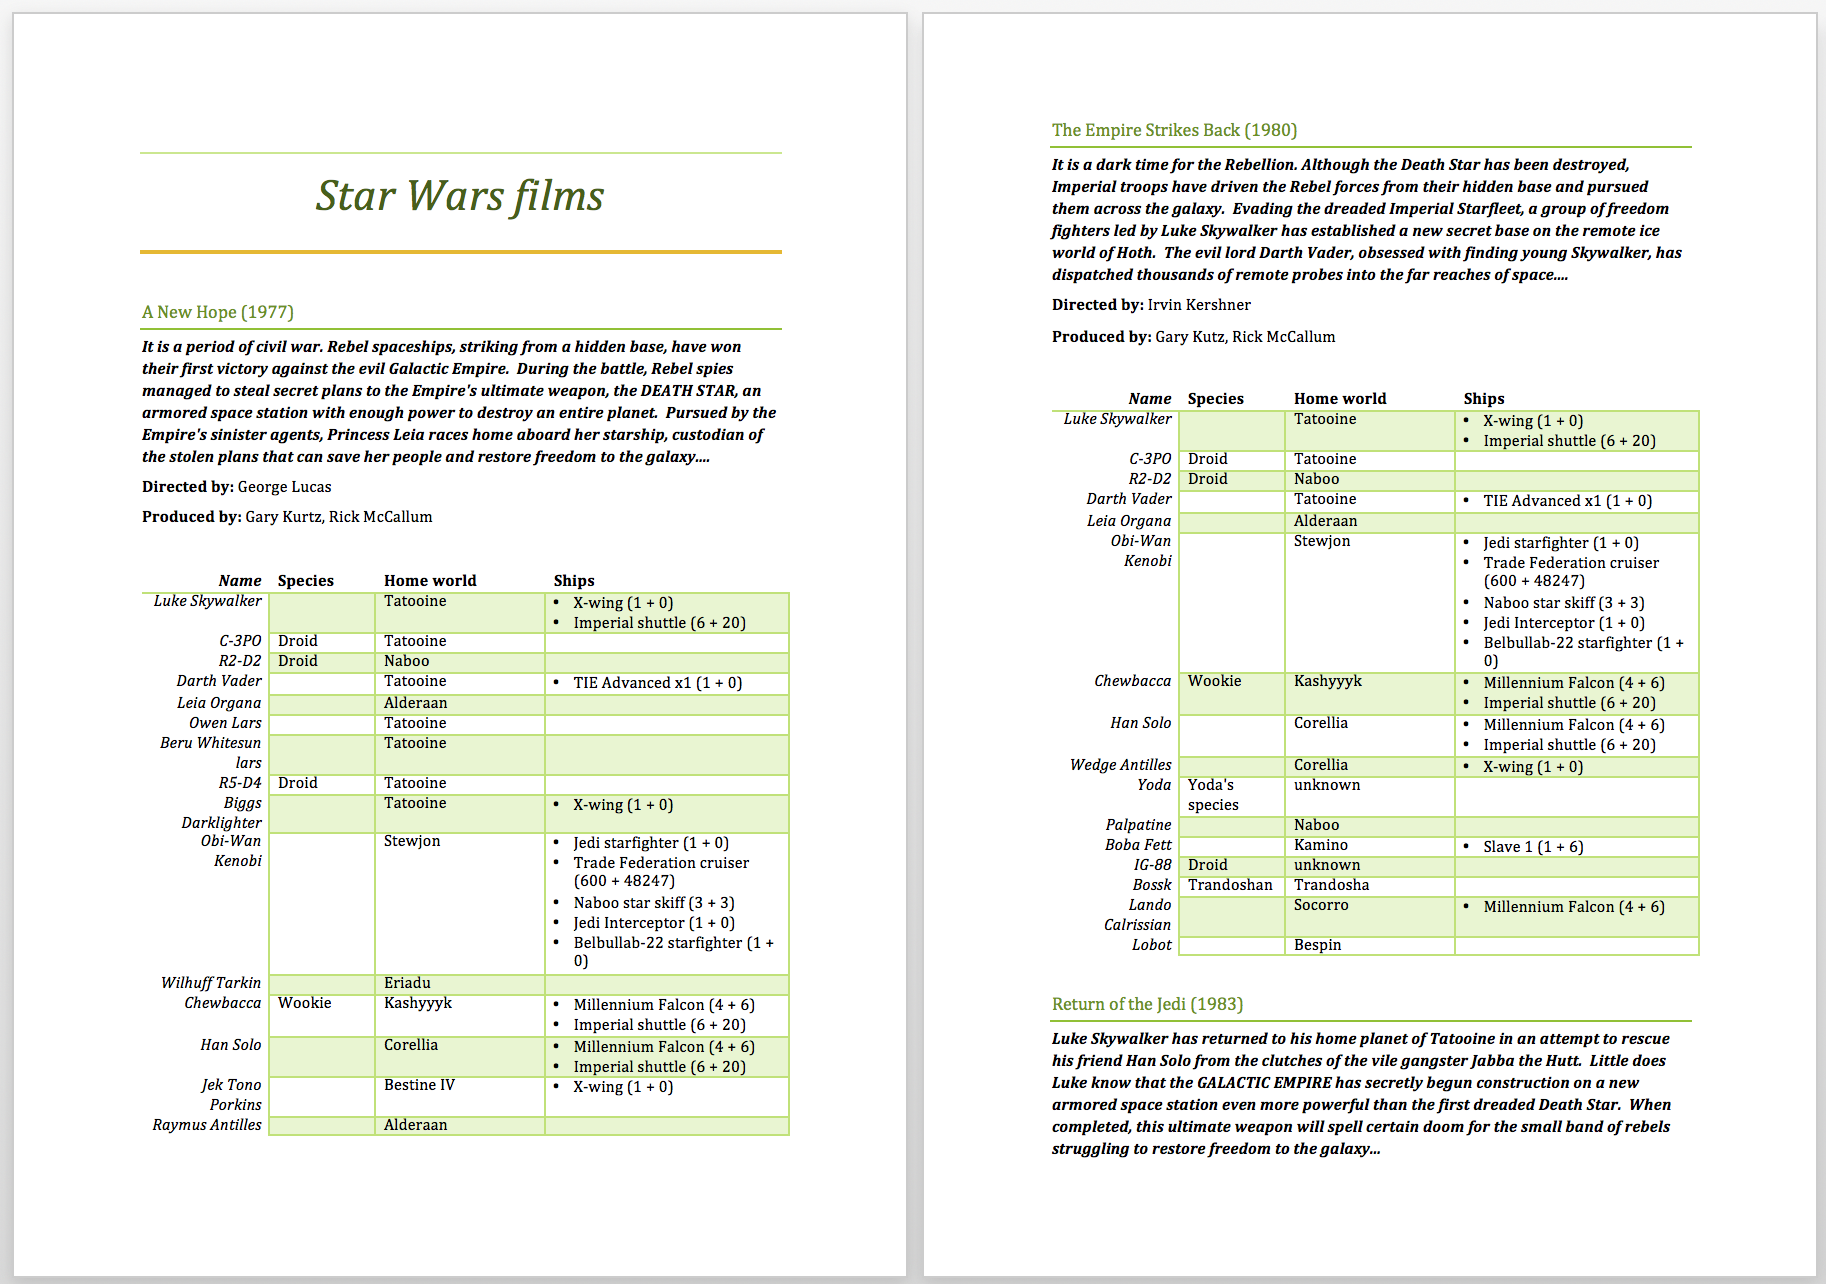 Star Wars films
A New Hope (1977)
It is a period of civil war. Rebel spaceships, striking from a hidden base, have won
their first victory against the evil Galactic Empire.  During the battle, Rebel spies
managed to steal secret plans to the Empire's ultimate weapon, the DEATH STAR, an
armored space station with enough power to destroy an entire planet.  Pursued by the
Empire's sinister agents, Princess Leia races home aboard her starship, custodian of
the stolen plans that can save her people and restore freedom to the galaxy....
Directed by: George Lucas
Produced by: Gary Kurtz, Rick McCallum
Name Species Home world Ships
Luke Skywalker Tatooine • X-wing (1 + 0)
• Imperial shuttle (6 + 20)
C-3PO Droid Tatooine
R2-D2 Droid Naboo
Darth Vader Tatooine • TIE Advanced x1 (1 + 0)
Leia Organa Alderaan
Owen Lars Tatooine
Beru Whitesun Tatooine
lars
R5-D4 Droid Tatooine
Biggs Tatooine • X-wing (1 + 0)
Darklighter
Obi-Wan Stewjon • Jedi starfighter (1 + 0)
Kenobi • Trade Federation cruiser
(600 + 48247)
• Naboo star skiff (3 + 3)
• Jedi Interceptor (1 + 0)
• Belbullab-22 starfighter (1 +
0)
Wilhuff Tarkin Eriadu
Chewbacca Wookie Kashyyyk • Millennium Falcon (4 + 6)
• Imperial shuttle (6 + 20)
Han Solo Corellia • Millennium Falcon (4 + 6)
• Imperial shuttle (6 + 20)
Jek Tono Bestine IV • X-wing (1 + 0)
Porkins
Raymus Antilles Alderaan
The Empire Strikes Back (1980)
It is a dark time for the Rebellion. Although the Death Star has been destroyed,
Imperial troops have driven the Rebel forces from their hidden base and pursued
them across the galaxy.  Evading the dreaded Imperial Starfleet, a group of freedom
fighters led by Luke Skywalker has established a new secret base on the remote ice
world of Hoth.  The evil lord Darth Vader, obsessed with finding young Skywalker, has
dispatched thousands of remote probes into the far reaches of space....
Directed by: Irvin Kershner
Produced by: Gary Kutz, Rick McCallum
Name Species Home world Ships
Luke Skywalker Tatooine • X-wing (1 + 0)
• Imperial shuttle (6 + 20)
C-3PO Droid Tatooine
R2-D2 Droid Naboo
Darth Vader Tatooine • TIE Advanced x1 (1 + 0)
Leia Organa Alderaan
Obi-Wan Stewjon • Jedi starfighter (1 + 0)
Kenobi • Trade Federation cruiser
(600 + 48247)
• Naboo star skiff (3 + 3)
• Jedi Interceptor (1 + 0)
• Belbullab-22 starfighter (1 +
0)
Chewbacca Wookie Kashyyyk • Millennium Falcon (4 + 6)
• Imperial shuttle (6 + 20)
Han Solo Corellia • Millennium Falcon (4 + 6)
• Imperial shuttle (6 + 20)
Wedge Antilles Corellia • X-wing (1 + 0)
Yoda Yoda's unknown
species
Palpatine Naboo
Boba Fett Kamino • Slave 1 (1 + 6)
IG-88 Droid unknown
Bossk Trandoshan Trandosha
Lando Socorro • Millennium Falcon (4 + 6)
Calrissian
Lobot Bespin
Return of the Jedi (1983)
Luke Skywalker has returned to his home planet of Tatooine in an attempt to rescue
his friend Han Solo from the clutches of the vile gangster Jabba the Hutt.  Little does
Luke know that the GALACTIC EMPIRE has secretly begun construction on a new
armored space station even more powerful than the first dreaded Death Star.  When
completed, this ultimate weapon will spell certain doom for the small band of rebels
struggling to restore freedom to the galaxy...